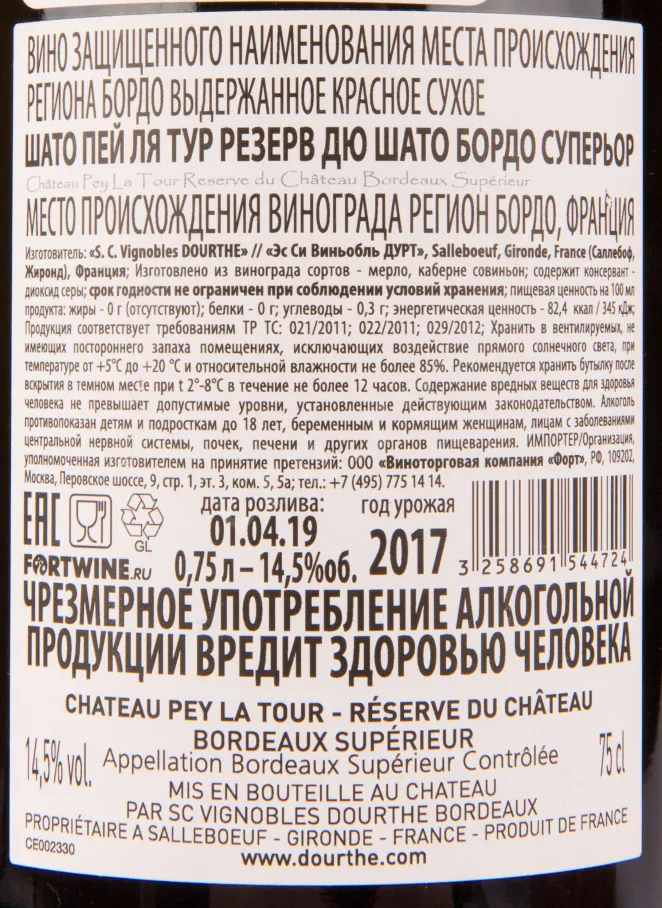 ВИНО ЗАЩИЩЕННОГО НАИМЕНОВАНИЯ МЕСТА ПРОИСХОЖДЕНИЯ
РЕГИОНА БОРДО ВЫДЕРЖАННОЕ КРАСНОЕ СУХОЕ
ШАТО ПЕЙ ЛЯ ТУР РЕЗЕРВ ДЮ ШАТО БОРДО СУПЕРЬОР
Château Pey La Tour Reserve du Château Bordeaux Supérieur
МЕСТО ПРОИСХОЖДЕНИЯ ВИНОГРАДА РЕГИОН БОРДО, ФРАНЦИЯ
Изготовитель: «S. C. Vignobles DOURTHE» // «Эс Си Виньобль ДУРТ», Salleboeuf, Gironde, France (Саллебоф,
Жиронд), Франция; Изготовлено из винограда сортов - мерло, каберне совиньон; содержит консервант -
диоксид серы; срок годности не ограничен при соблюдении условий хранения; пищевая ценность на 100 мл
продукта: жиры - 0 г (отсутствуют); белки - 0 г; углеводы - 0,3 г; энергетическая ценность - 82,4 ккал / 345 кДж;
Продукция соответствует требованиям ТР ТС: 021/2011; 022/2011; 029/2012; Хранить в вентилируемых, не
имеющих постороннего запаха помещениях, исключающих воздействие прямого солнечного света, при
температуре от +5°С до +20 °С и относительной влажности не более 85%. Рекомендуется хранить бутылку после
вскрытия в темном месте при t 2°-8°С в течение не более 12 часов. Содержание вредных веществ для здоровья
человека не превышает допустимые уровни, установленные действующим законодательством. Алкоголь
противопоказан детям и подросткам до 18 лет, беременным и кормящим женщинам, лицам с заболеваниями
центральной нервной системы, почек, печени и других органов пищеварения. ИМПОРТЕР/Организация,
уполномоченная изготовителем на принятие претензий: ООО «Виноторговая компания «Форт», РФ, 109202,
Москва, Перовское шоссе, 9, стр. 1, эт. 3, ком. 5, 5а; тел.: +7 (495) 775 14 14.
EAC
GL
FORTWINE.RU
дата розлива:
01.04.19
0,75 л – 14,5%об.
год урожая
2017
3 258691 544724
ЧРЕЗМЕРНОЕ УПОТРЕБЛЕНИЕ АЛКОГОЛЬНОЙ
ПРОДУКЦИИ ВРЕДИТ ЗДОРОВЬЮ ЧЕЛОВЕКА
CHATEAU PEY LA TOUR - RÉSERVE DU CHÂTEAU
BORDEAUX SUPÉRIEUR
14,5% vol.
Appellation Bordeaux Supérieur Contrôlée
75 cl
MIS EN BOUTEILLE AU CHATEAU
PAR SC VIGNOBLES DOURTHE BORDEAUX
PROPRIÉTAIRE A SALLEBOEUF - GIRONDE - FRANCE - PRODUIT DE FRANCE
CE002330
www.dourthe.com